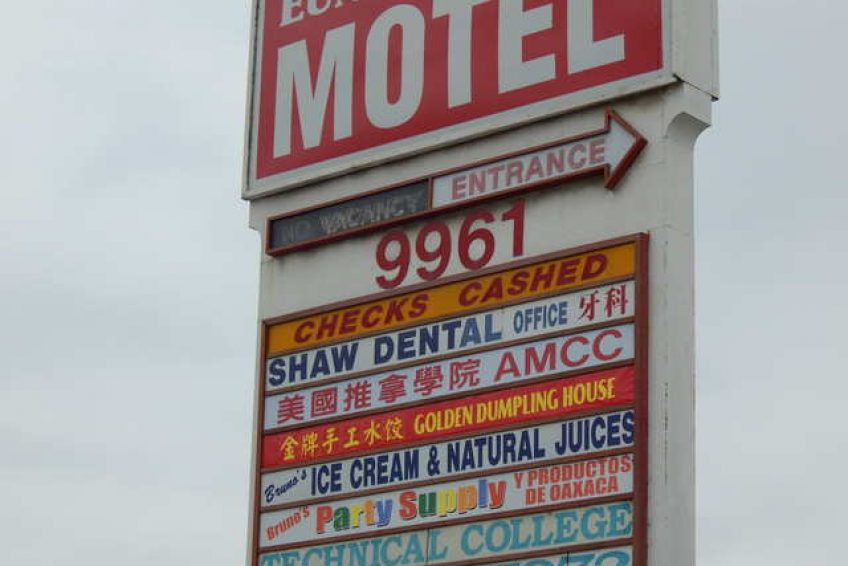 MOTEL
NO VACANCY ENTRANCE
9961
CHECKS CASHED
SHAW DENTAL OFFICE 牙科
美國推拿學院 AMCC
金牌手工水饺 GOLDEN DUMPLING HOUSE
Bruno's ICE CREAM & NATURAL JUICES
Bruno's Party Supply Y PRODUCTOS DE OAXACA
TECHNICAL COLLEGE